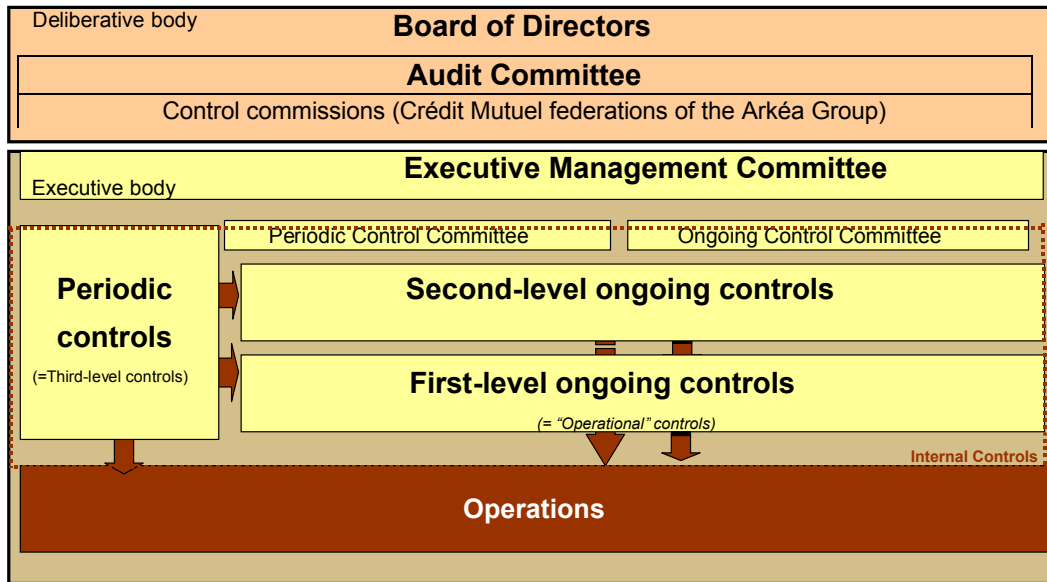 Deliberative body
Board of Directors
Audit Committee
Control commissions (Crédit Mutuel federations of the Arkéa Group)
Executive Management Committee
Executive body
Periodic Control Committee
Ongoing Control Committee
Periodic
controls
(=Third-level controls)
Second-level ongoing controls
First-level ongoing controls
(= “Operational” controls)
Internal Controls
Operations